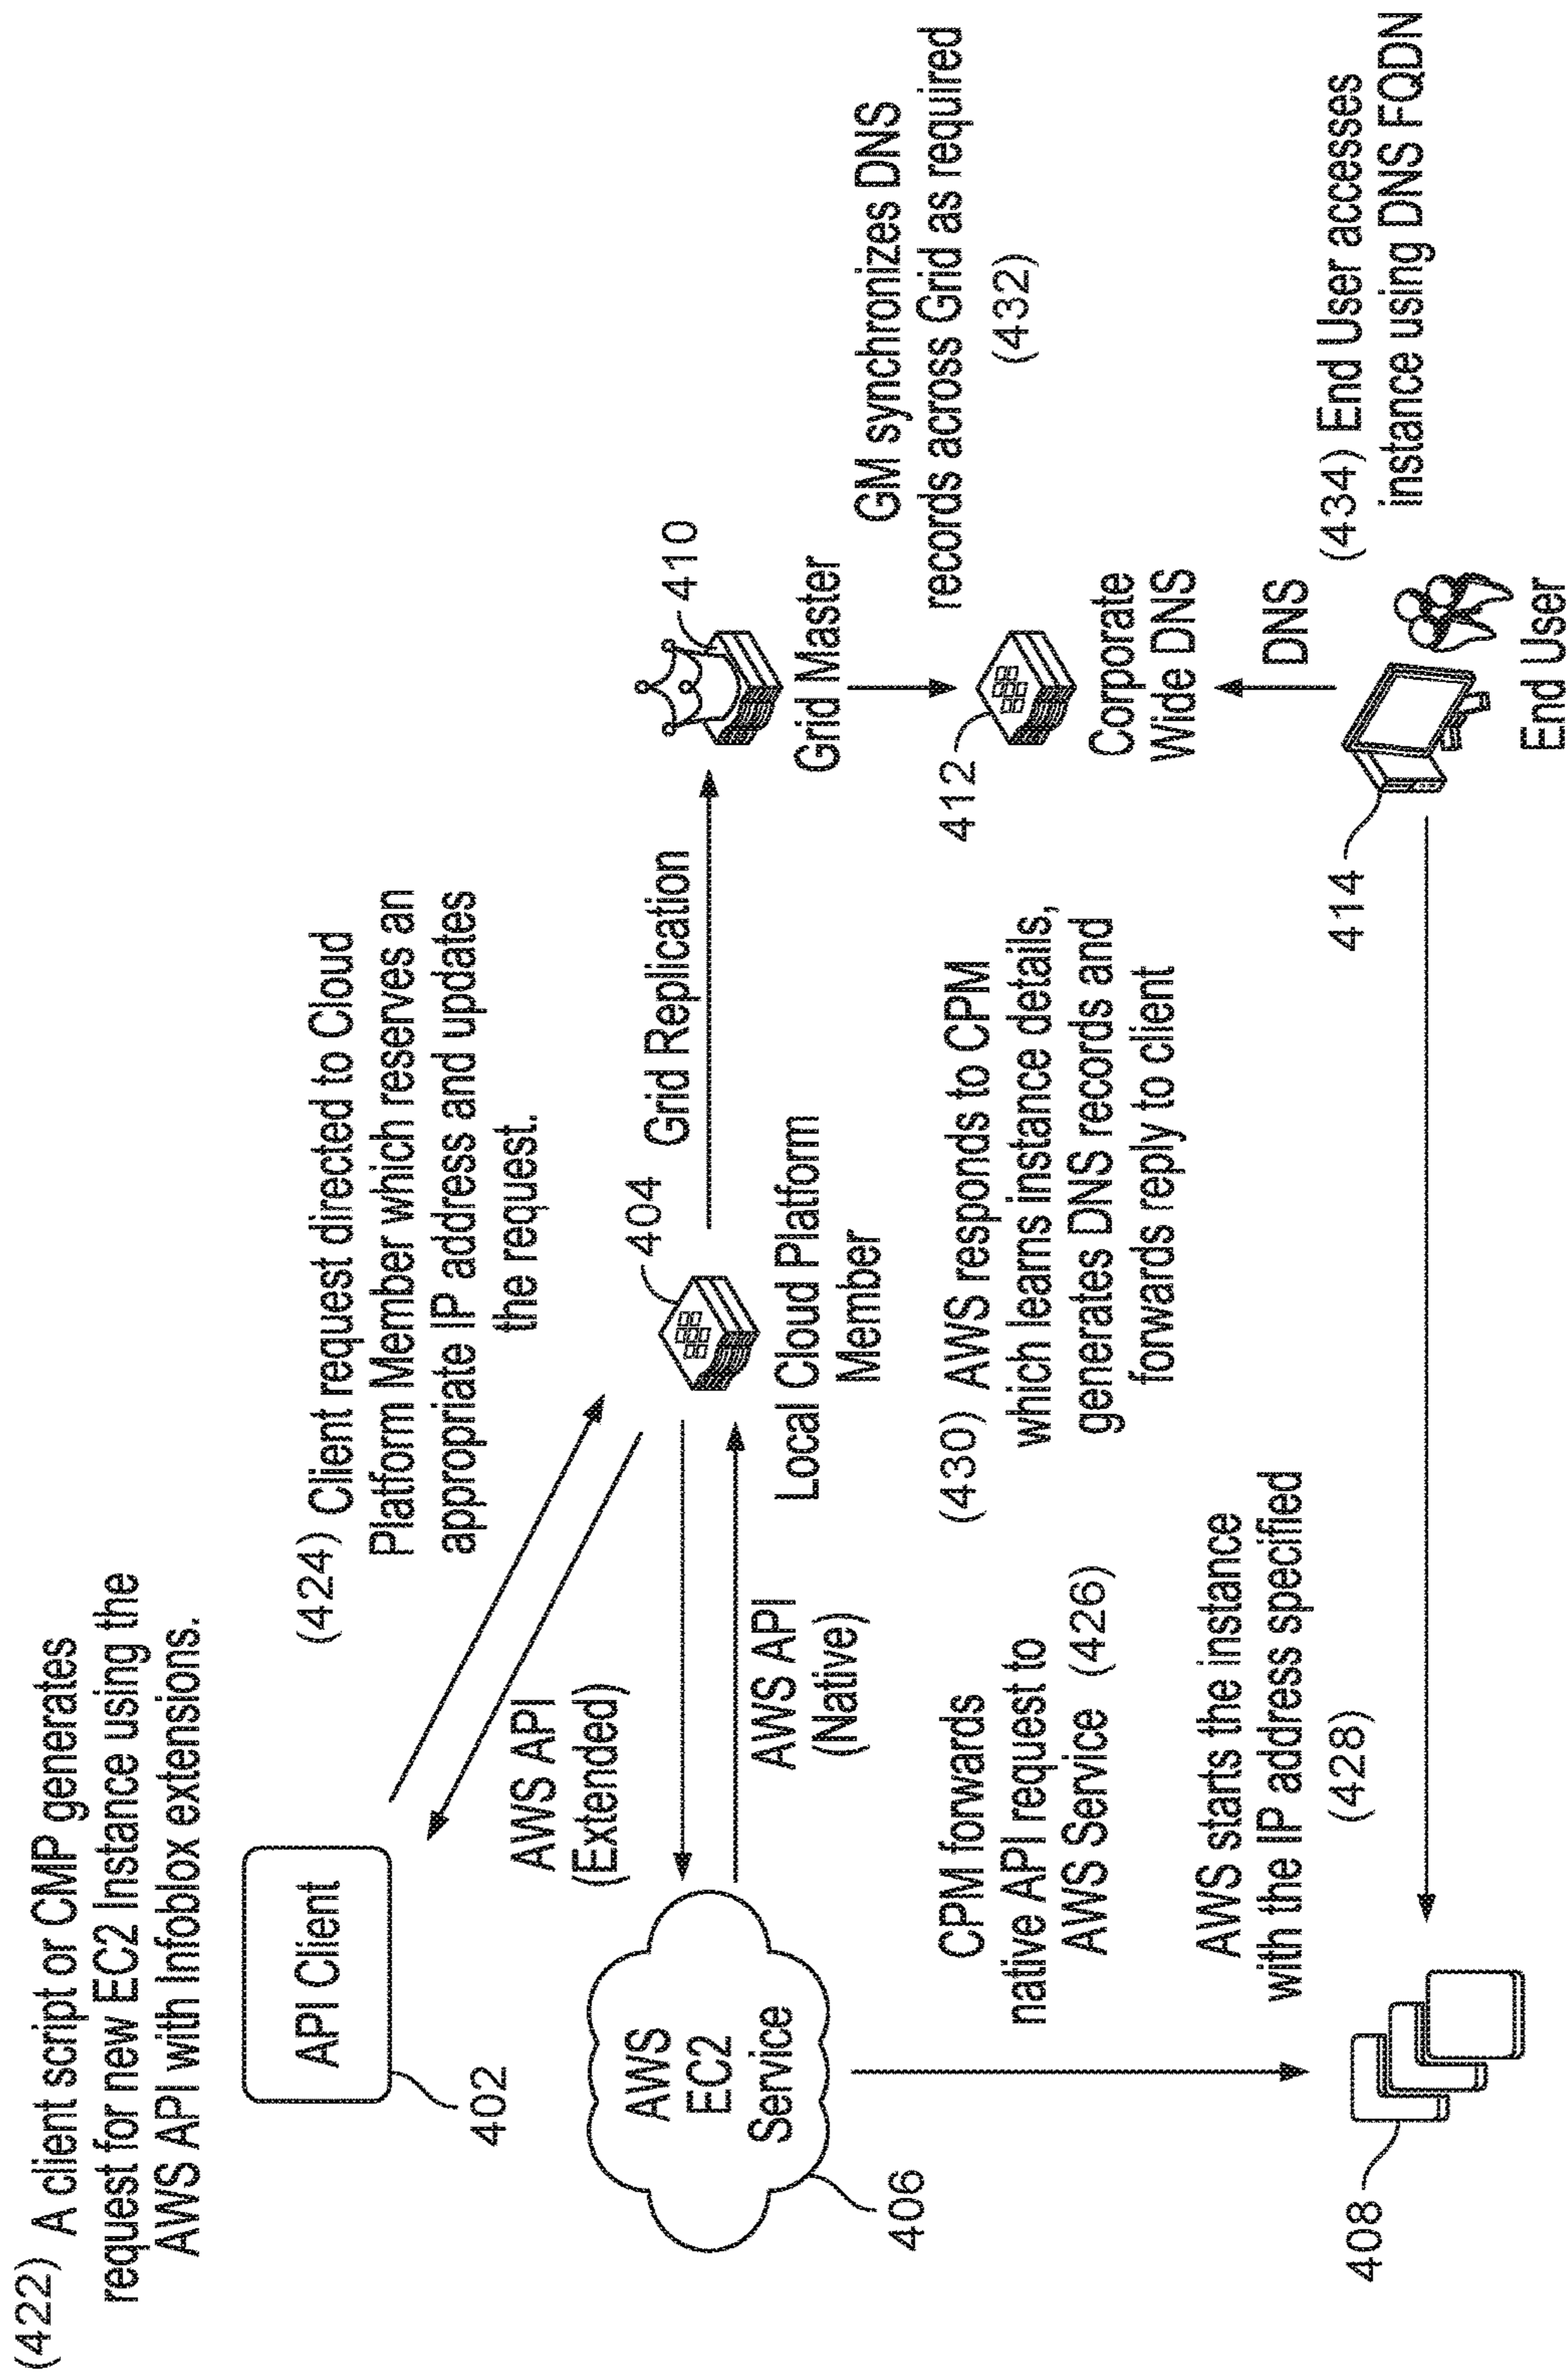 (422) A client script or CMP generates
request for new EC2 Instance using the
AWS API with Infoblox extensions.
API Client
402
(424) Client request directed to Cloud
Platform Member which reserves an
appropriate IP address and updates
the request.
AWS API
(Extended)
AWS
EC2
Service
406
AWS API
(Native)
404
Local Cloud Platform
Member
Grid Replication
410
Grid Master
GM synchronizes DNS
records across Grid as required
(432)
412
Corporate
Wide DNS
DNS
CPM forwards
native API request to
AWS Service (426)
(430) AWS responds to CPM
which learns instance details,
generates DNS records and
forwards reply to client
AWS starts the instance
with the IP address specified
(428)
408
414
End User
(434) End User accesses
instance using DNS FQDN